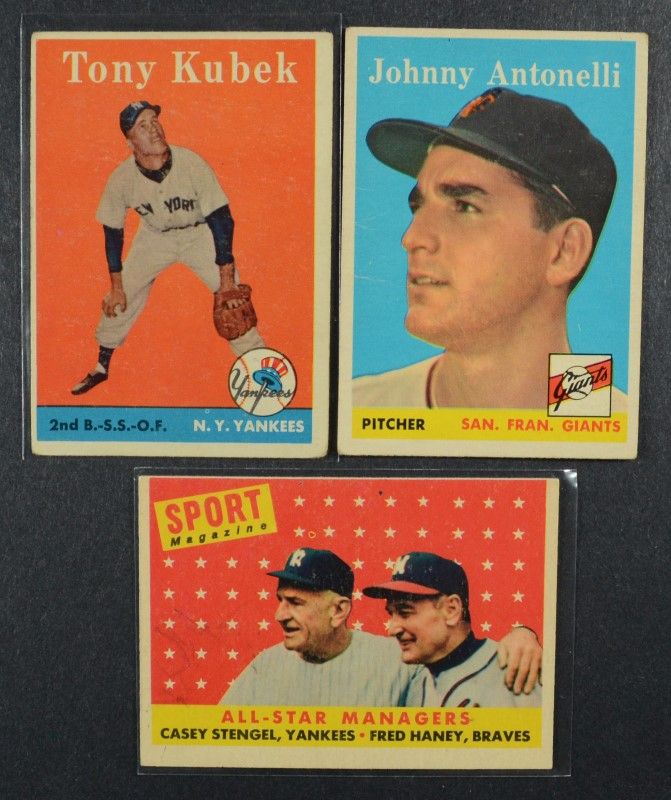 Tony Kubek
NEW YORK
Yankees
2nd B.-S.S.-O.F. N.Y. YANKEES
Johnny Antonelli
Giants
PITCHER SAN. FRAN. GIANTS
SPORT
Magazine
ALL-STAR MANAGERS
CASEY STENGEL, YANKEES • FRED HANEY, BRAVES